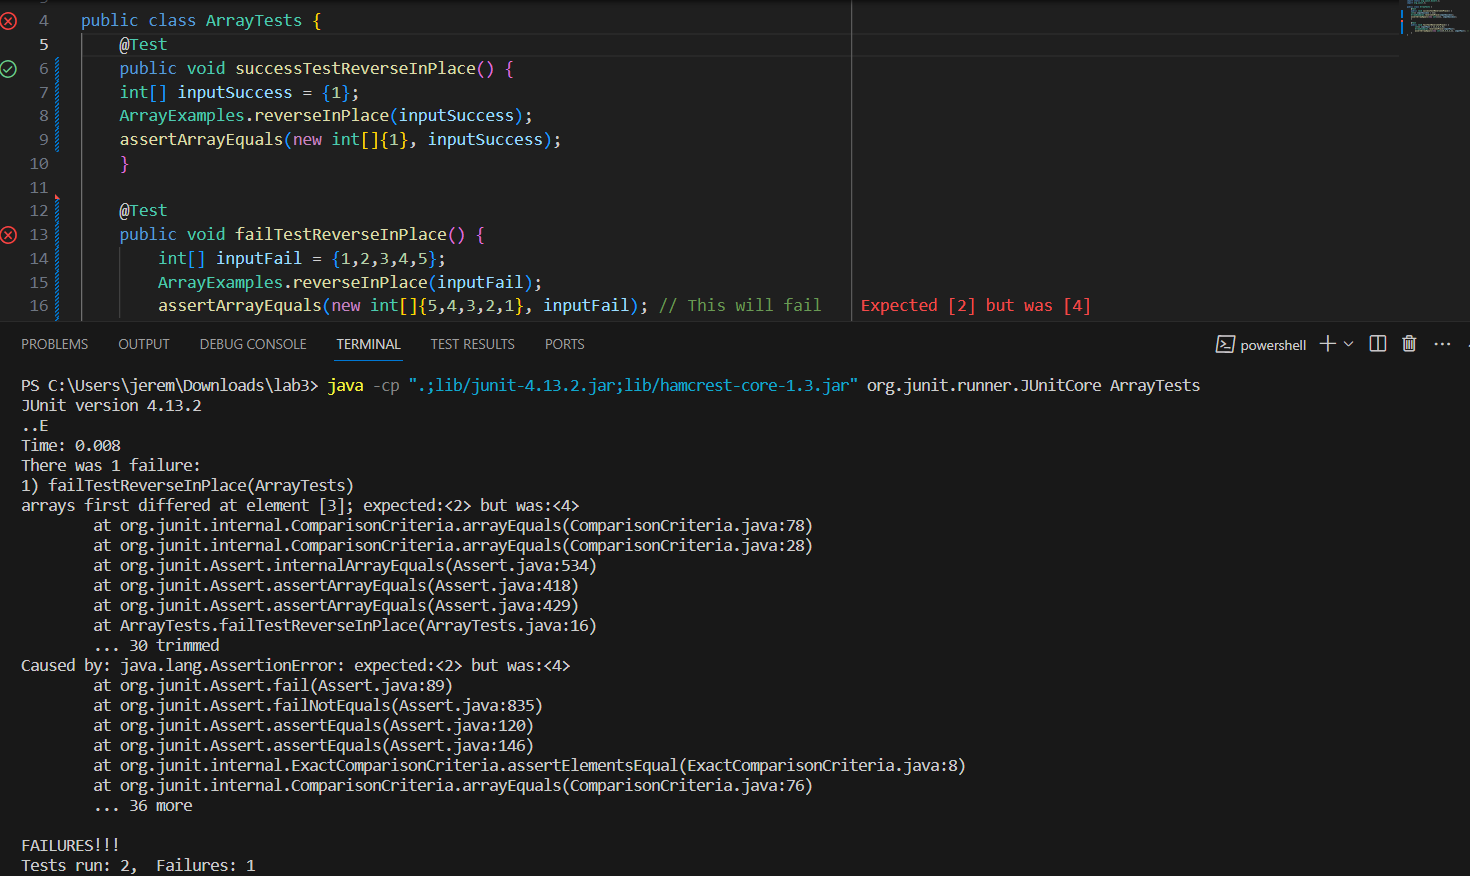 4 public class ArrayTests {
5 @Test
6 public void successTestReverseInPlace() {
7 int[] inputSuccess = {1};
8 ArrayExamples.reverseInPlace(inputSuccess);
9 assertArrayEquals(new int[]{1}, inputSuccess);
10 }
11
12 @Test
13 public void failTestReverseInPlace() {
14 int[] inputFail = {1,2,3,4,5};
15 ArrayExamples.reverseInPlace(inputFail);
16 assertArrayEquals(new int[]{5,4,3,2,1}, inputFail); // This will fail Expected [2] but was [4]
PROBLEMS OUTPUT DEBUG CONSOLE TERMINAL TEST RESULTS PORTS powershell
PS C:\Users\jerem\Downloads\lab3> java -cp ".;lib/junit-4.13.2.jar;lib/hamcrest-core-1.3.jar" org.junit.runner.JUnitCore ArrayTests
JUnit version 4.13.2
..E
Time: 0.008
There was 1 failure:
1) failTestReverseInPlace(ArrayTests)
arrays first differed at element [3]; expected:<2> but was:<4>
at org.junit.internal.ComparisonCriteria.arrayEquals(ComparisonCriteria.java:78)
at org.junit.internal.ComparisonCriteria.arrayEquals(ComparisonCriteria.java:28)
at org.junit.Assert.internalArrayEquals(Assert.java:534)
at org.junit.Assert.assertArrayEquals(Assert.java:418)
at org.junit.Assert.assertArrayEquals(Assert.java:429)
at ArrayTests.failTestReverseInPlace(ArrayTests.java:16)
... 30 trimmed
Caused by: java.lang.AssertionError: expected:<2> but was:<4>
at org.junit.Assert.fail(Assert.java:89)
at org.junit.Assert.failNotEquals(Assert.java:835)
at org.junit.Assert.assertEquals(Assert.java:120)
at org.junit.Assert.assertEquals(Assert.java:146)
at org.junit.internal.ExactComparisonCriteria.assertElementsEqual(ExactComparisonCriteria.java:8)
at org.junit.internal.ComparisonCriteria.arrayEquals(ComparisonCriteria.java:76)
... 36 more
FAILURES!!!
Tests run: 2,  Failures: 1